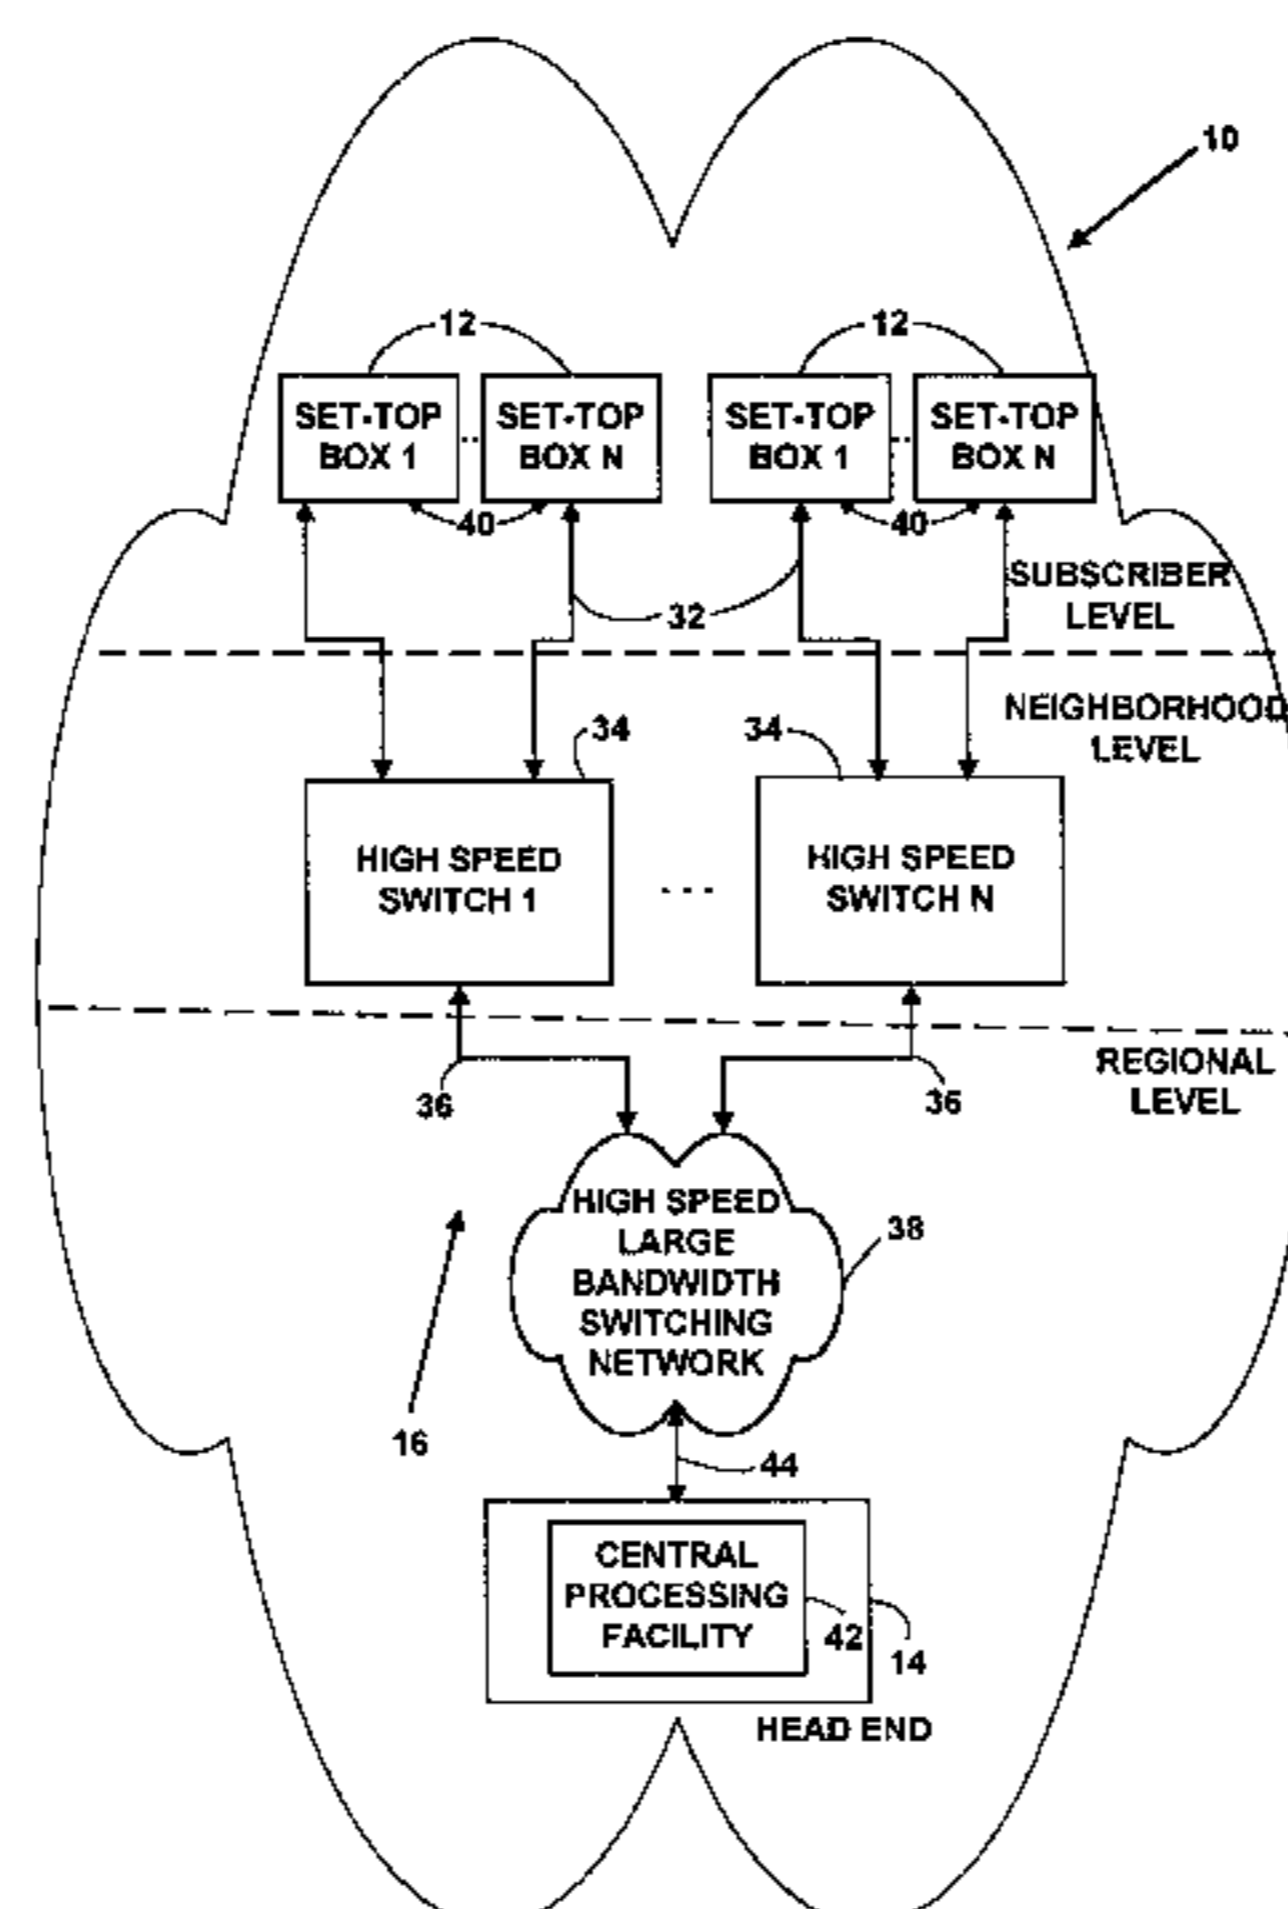 10
12
12
SET-TOP
BOX 1
SET-TOP
BOX N
SET-TOP
BOX 1
SET-TOP
BOX N
40
40
SUBSCRIBER
LEVEL
32
NEIGHBORHOOD
LEVEL
34
34
HIGH SPEED
SWITCH 1
. . .
HIGH SPEED
SWITCH N
REGIONAL
LEVEL
36
36
HIGH SPEED
LARGE
BANDWIDTH
SWITCHING
NETWORK
38
16
44
CENTRAL
PROCESSING
FACILITY
42
14
HEAD END